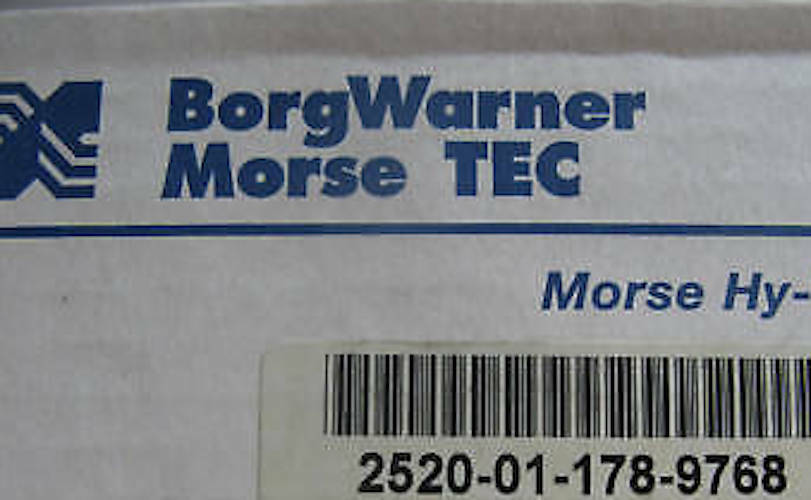 BorgWarner
Morse TEC
Morse Hy-
2520-01-178-9768